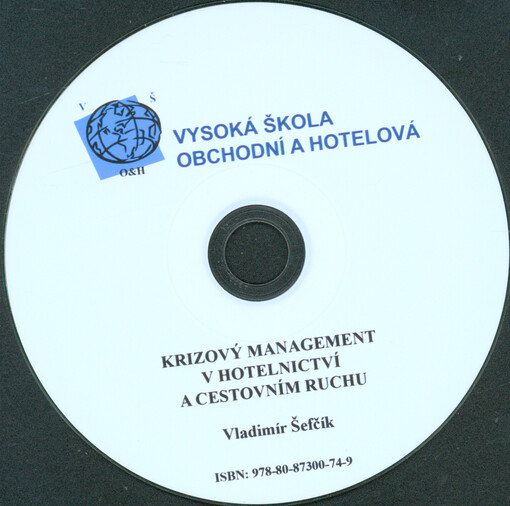 V Š
O&H
VYSOKÁ ŠKOLA
OBCHODNÍ A HOTELOVÁ
KRIZOVÝ MANAGEMENT
V HOTELNICTVÍ
A CESTOVNÍM RUCHU
Vladimír Šefčík
ISBN: 978-80-87300-74-9